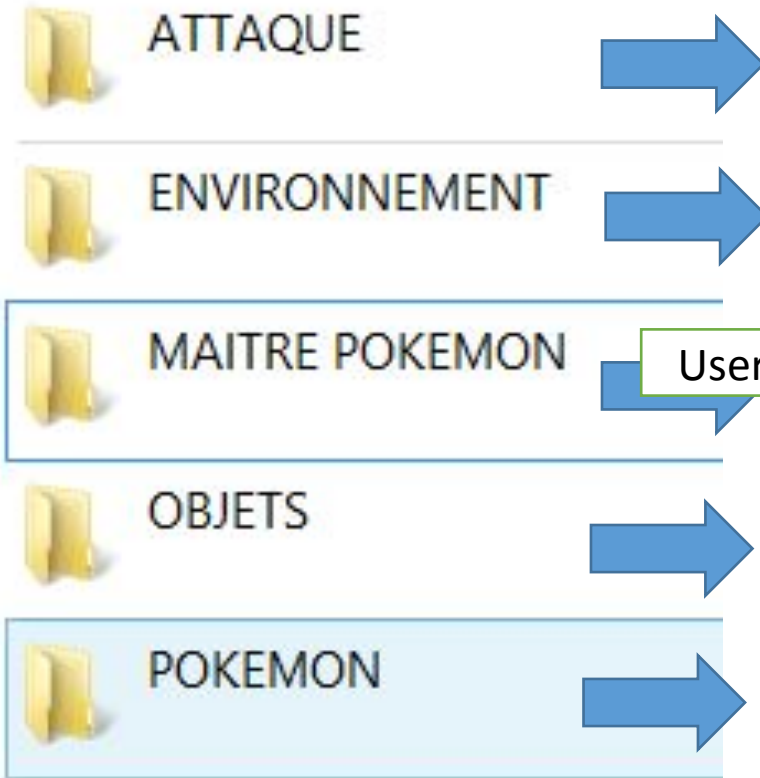 ATTAQUE
ENVIRONNEMENT
MAITRE POKEMON
User
OBJETS
POKEMON